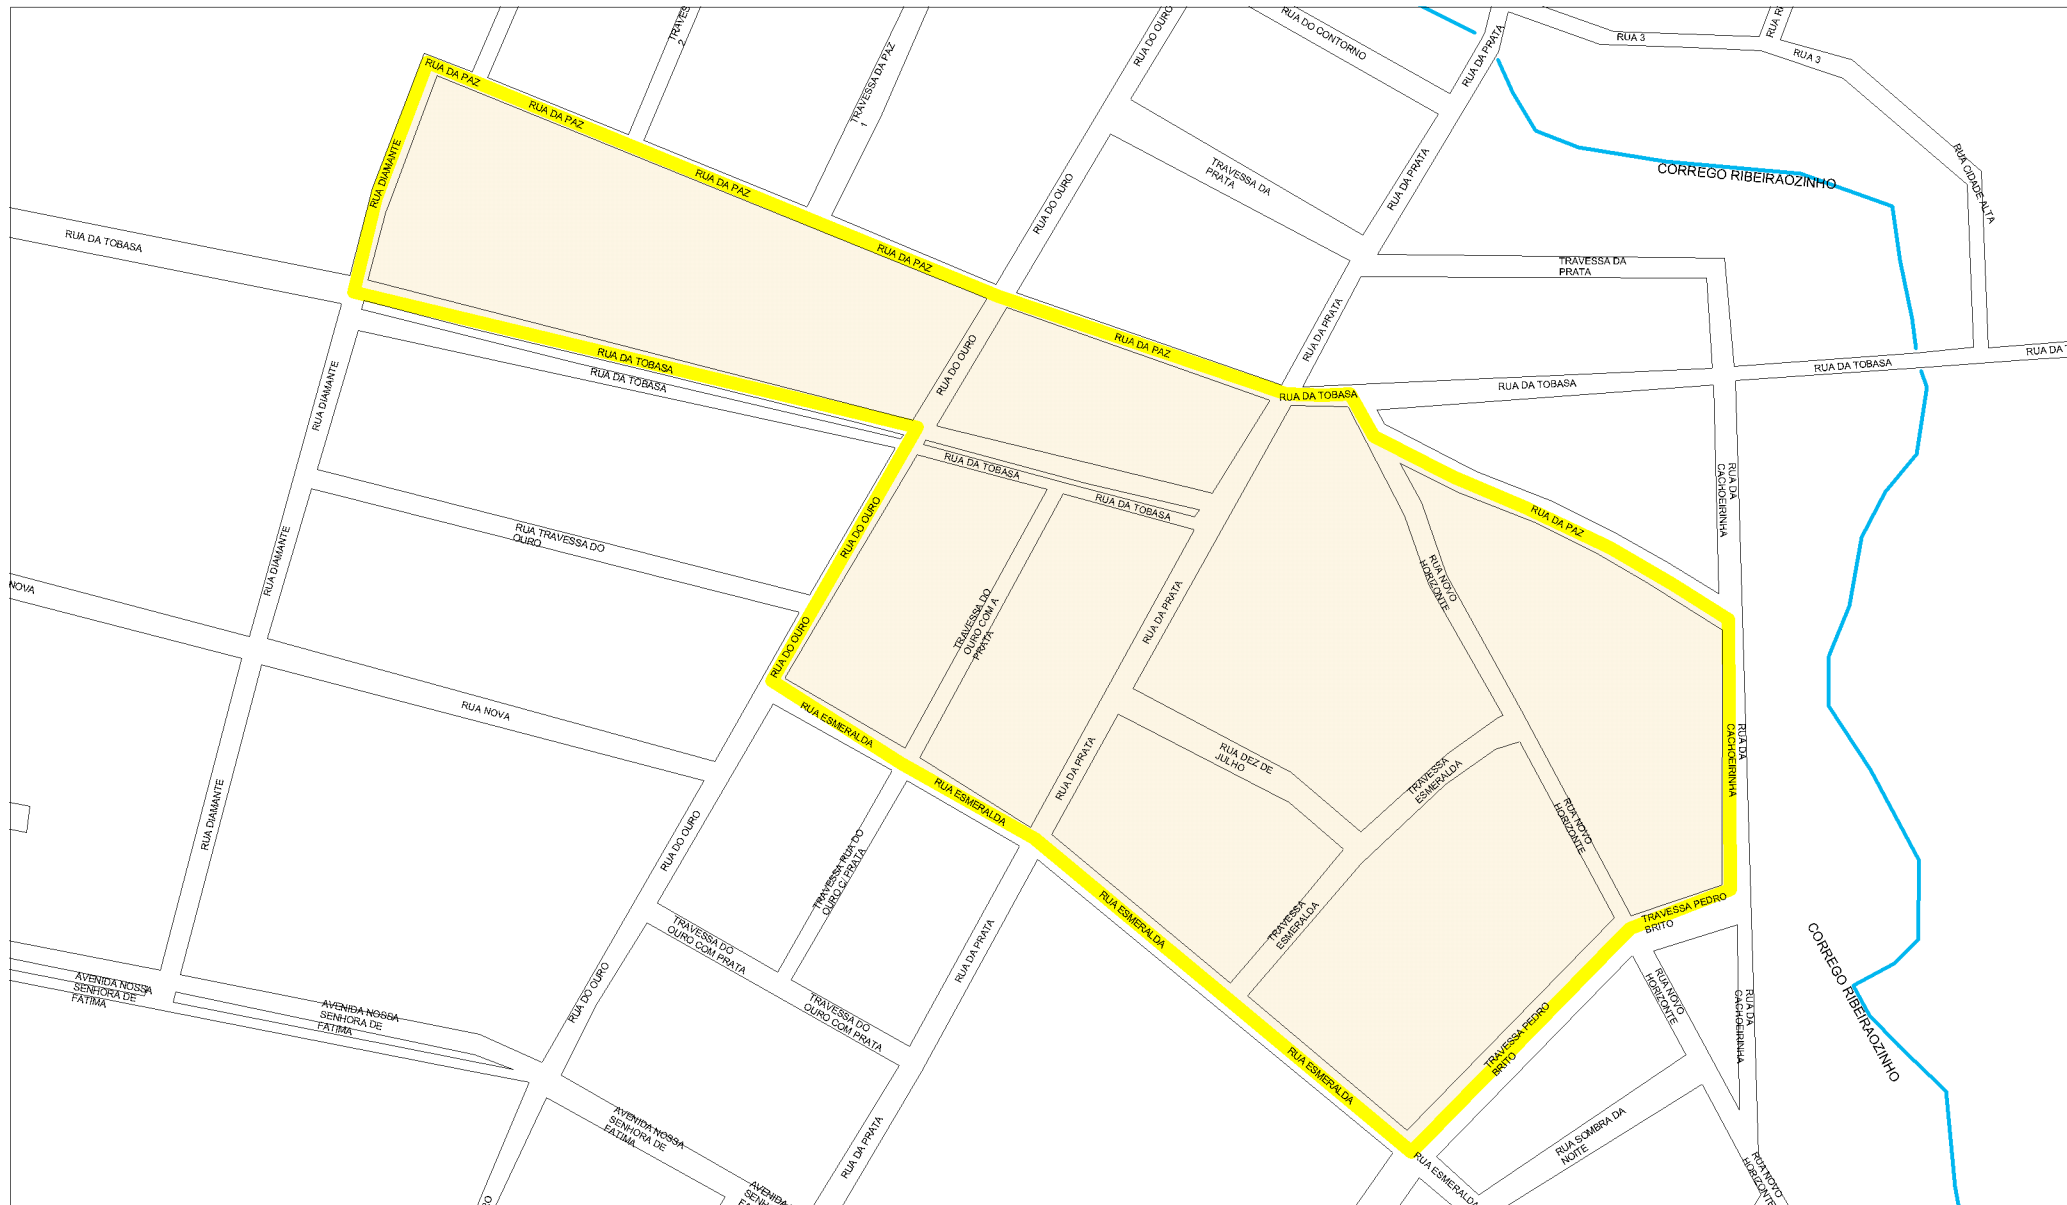 TRAVES
2
RUA DO OURO
RUA DO CONTORNO
RUA DA PRATA
RUA 3
RUA RI
RUA 3
RUA DA PAZ
RUA DA PAZ
TRAVESSA DA PAZ
1
RUA DIAMANTE
RUA DA PAZ
RUA DO OURO
TRAVESSA DA
PRATA
RUA DA PRATA
CORREGO RIBEIRAOZINHO
RUA CIDADE ALTA
RUA DA TOBASA
RUA DA PAZ
TRAVESSA DA
PRATA
RUA DA PRATA
RUA DA PAZ
RUA DA TOBASA
RUA DA TOBASA
RUA DIAMANTE
RUA DO OURO
RUA DA TOBASA
RUA DA TOBASA
RUA DA TOBASA
RUA DA T
RUA DA TOBASA
RUA DA TOBASA
RUA DA
CACHOEIRINHA
RUA DO OURO
RUA TRAVESSA DO
OURO
RUA DA PAZ
RUA DIAMANTE
NOVA
RUA NOVO
HORIZONTE
TRAVESSA DO
OURO COM A
PRATA
RUA DA PRATA
RUA DO OURO
RUA NOVA
RUA ESMERALDA
RUA DA PRATA
RUA DEZ DE
JULHO
TRAVESSA
ESMERALDA
RUA DA
CACHOEIRINHA
RUA DIAMANTE
RUA DO OURO
RUA ESMERALDA
RUA NOVO
HORIZONTE
TRAVESSA RUA DO
OURO C/ PRATA
RUA ESMERALDA
TRAVESSA
ESMERALDA
TRAVESSA PEDRO
BRITO
TRAVESSA DO
OURO COM PRATA
RUA DA PRATA
CORREGO RIBEIRAOZINHO
AVENIDA NOSSA
SENHORA DE
FATIMA
AVENIDA NOSSA
SENHORA DE
FATIMA
RUA DO OURO
TRAVESSA DO
OURO COM PRATA
RUA NOVO
HORIZONTE
RUA DA
CACHOEIRINHA
RUA ESMERALDA
TRAVESSA PEDRO
BRITO
AVENIDA NOSSA
SENHORA DE
FATIMA
RUA DA PRATA
RUA SOMBRA DA
NOITE
RUA ESMERALDA
RUA NOVO
HORIZONTE
AVENIDA
SENH